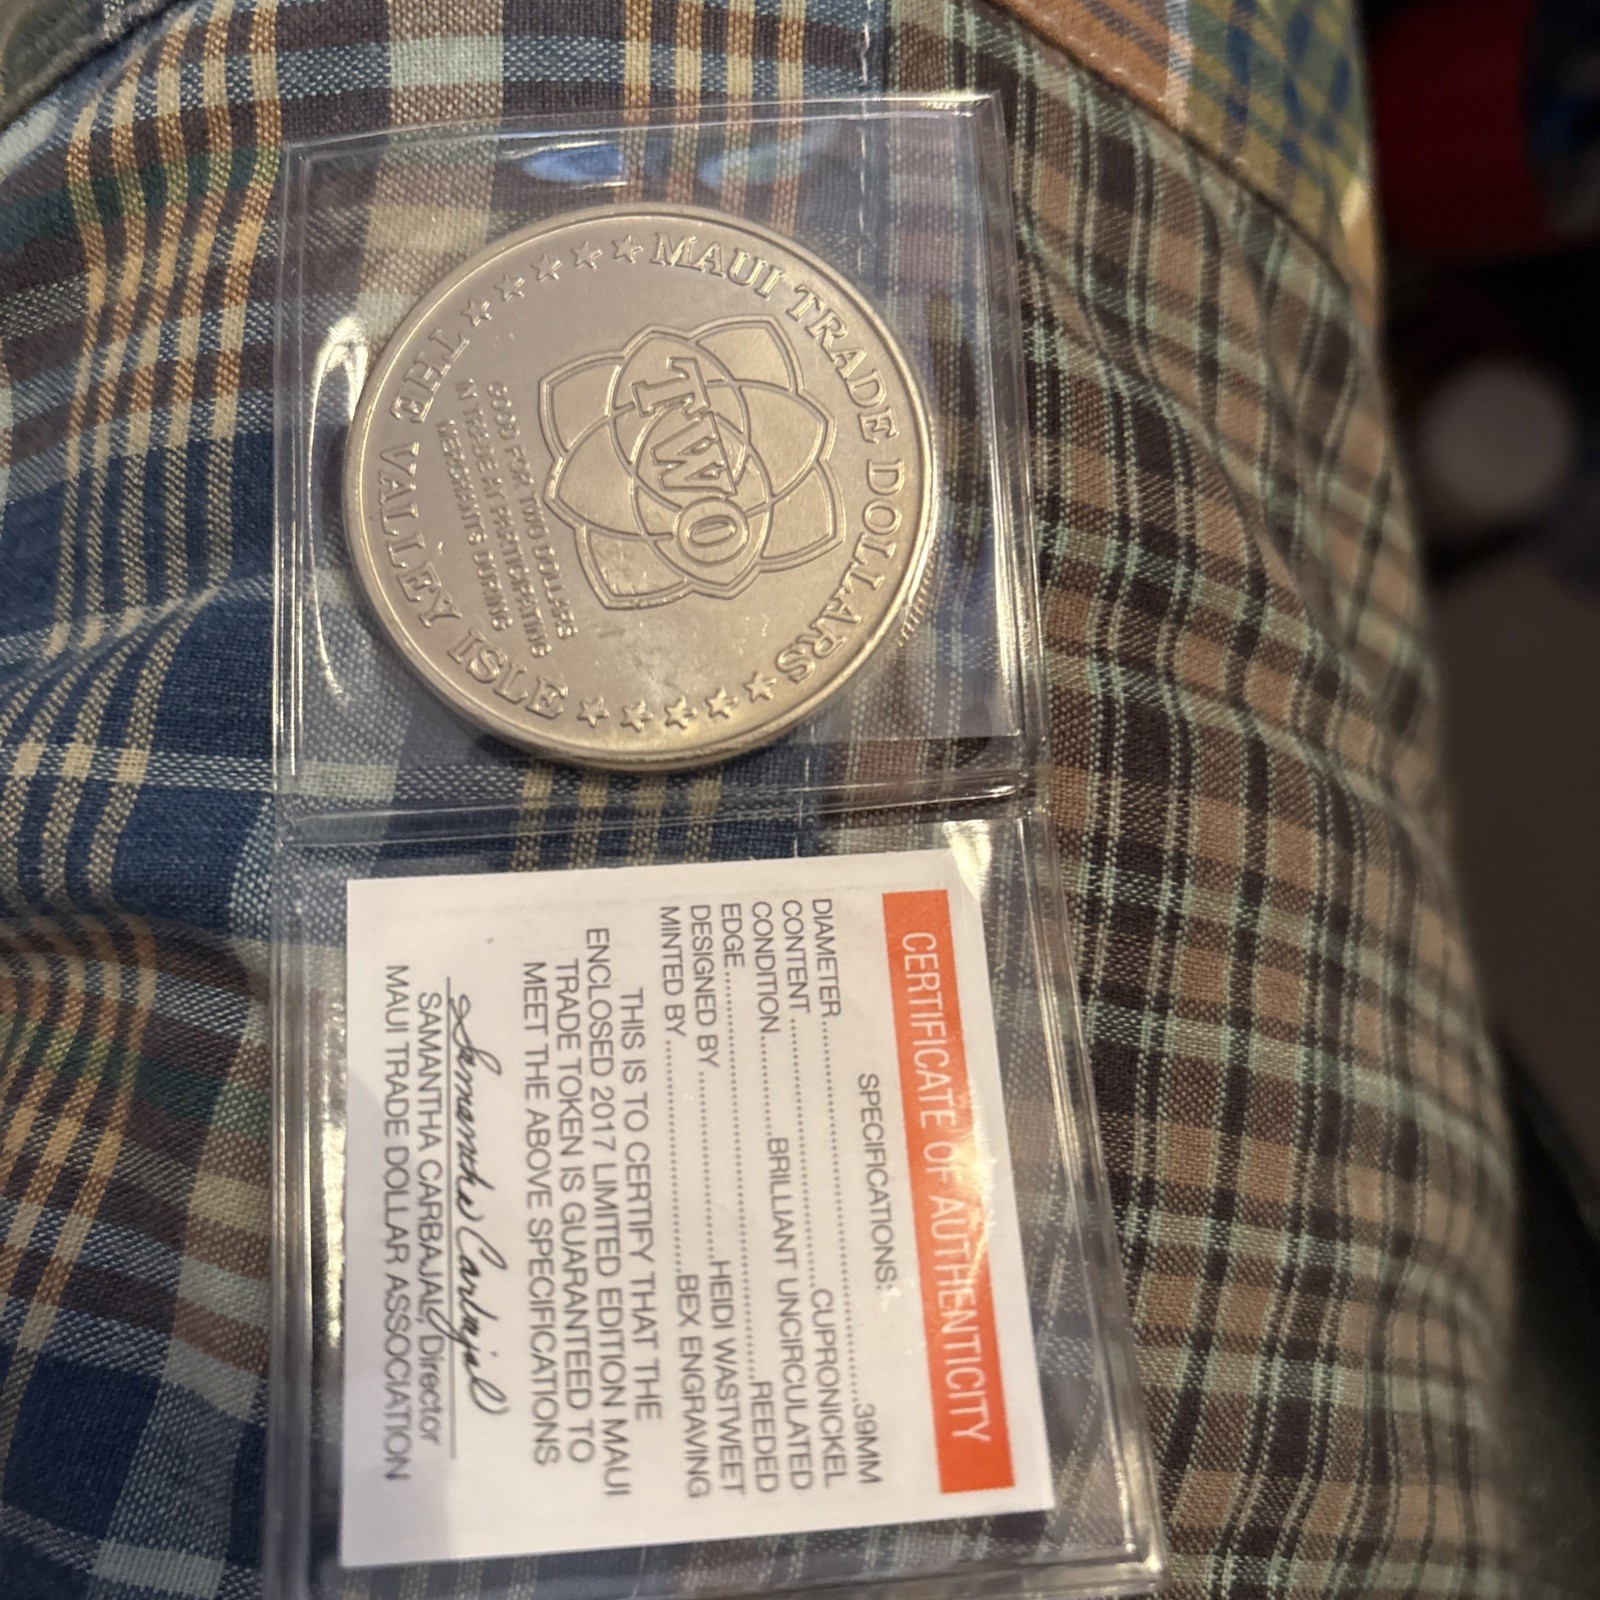 MAUI TRADE DOLLARS
TWO
GOOD FOR TWO DOLLARS
IN TRADE AT PARTICIPATING
MERCHANTS DURING
THE VALLEY ISLE
CERTIFICATE OF AUTHENTICITY
SPECIFICATIONS:
DIAMETER....................................39MM
CONTENT..........................CUPRONICKEL
CONDITION..........BRILLIANT UNCIRCULATED
EDGE........................................REEDED
DESIGNED BY....................HEIDI WASTWEET
MINTED BY.......................BEX ENGRAVING
THIS IS TO CERTIFY THAT THE
ENCLOSED 2017 LIMITED EDITION MAUI
TRADE TOKEN IS GUARANTEED TO
MEET THE ABOVE SPECIFICATIONS
Samantha Carbajal
SAMANTHA CARBAJAL, Director
MAUI TRADE DOLLAR ASSOCIATION